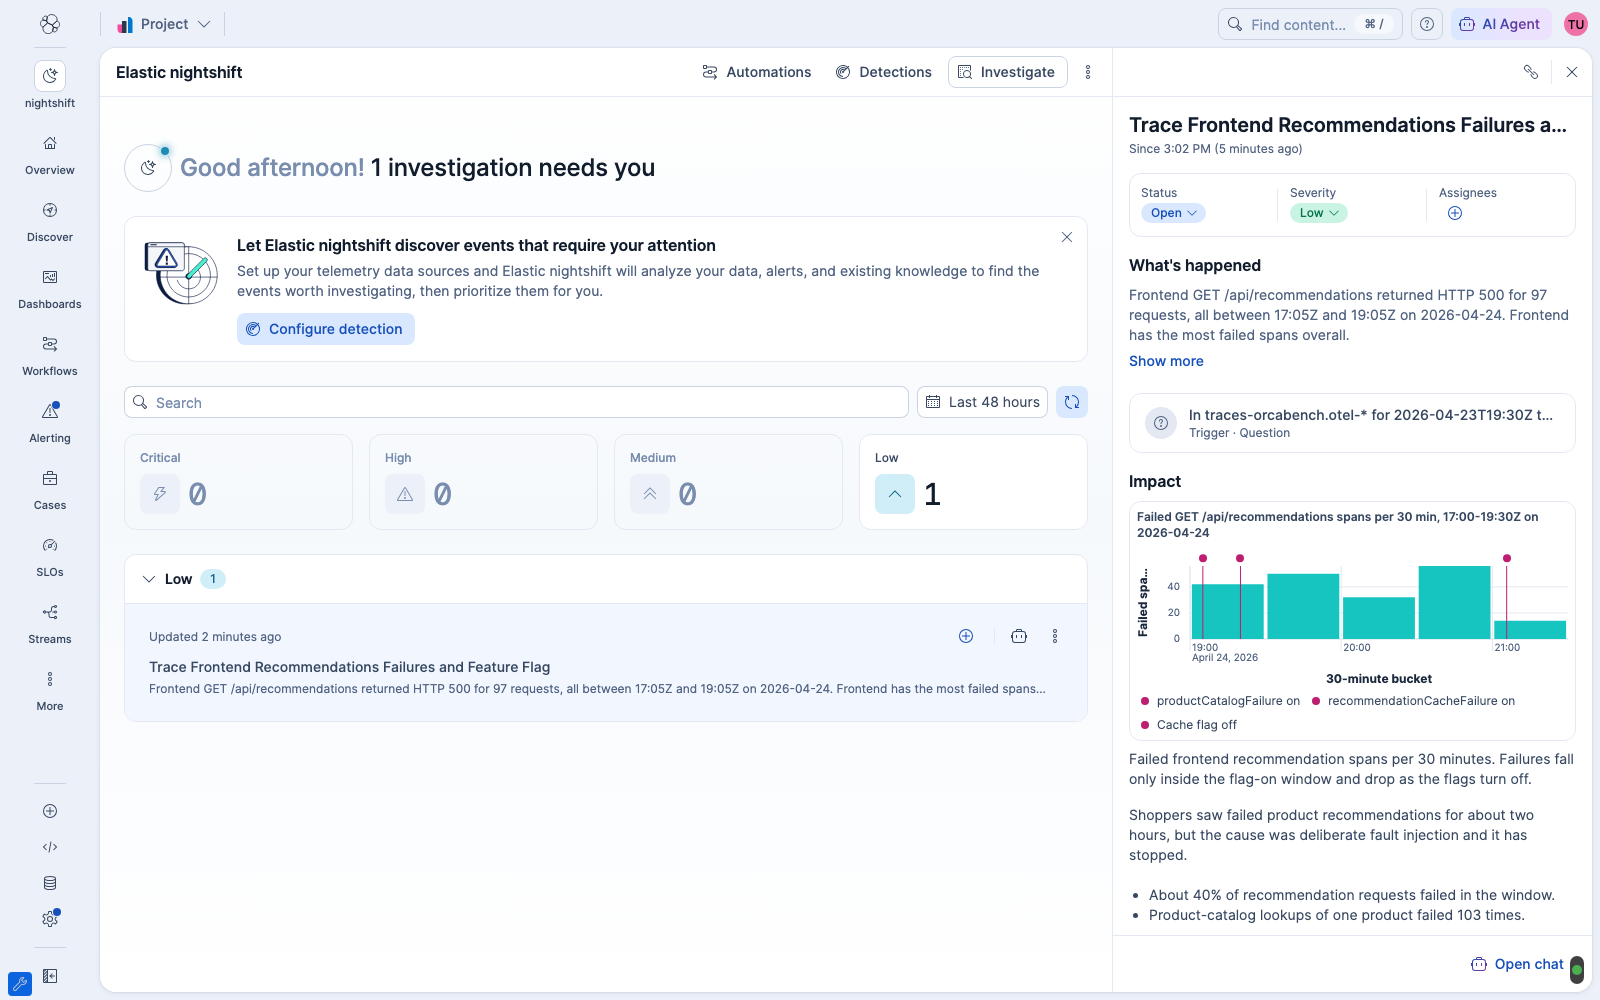 Project
Find content...
⌘ /
AI Agent
TU
nightshift
Overview
Discover
Dashboards
Workflows
Alerting
Cases
SLOs
Streams
More
Elastic nightshift
Automations
Detections
Investigate
Good afternoon! 1 investigation needs you
Let Elastic nightshift discover events that require your attention
Set up your telemetry data sources and Elastic nightshift will analyze your data, alerts, and existing knowledge to find the
events worth investigating, then prioritize them for you.
Configure detection
Search
Last 48 hours
Critical
0
High
0
Medium
0
Low
1
Low 1
Updated 2 minutes ago
Trace Frontend Recommendations Failures and Feature Flag
Frontend GET /api/recommendations returned HTTP 500 for 97 requests, all between 17:05Z and 19:05Z on 2026-04-24. Frontend has the most failed spans...
Trace Frontend Recommendations Failures a...
Since 3:02 PM (5 minutes ago)
Status
Open
Severity
Low
Assignees
What's happened
Frontend GET /api/recommendations returned HTTP 500 for 97
requests, all between 17:05Z and 19:05Z on 2026-04-24. Frontend
has the most failed spans overall.
Show more
In traces-orcabench.otel-* for 2026-04-23T19:30Z t...
Trigger · Question
Impact
Failed GET /api/recommendations spans per 30 min, 17:00-19:30Z on
2026-04-24
Failed spa...
40
20
0
19:00
April 24, 2026
20:00
21:00
30-minute bucket
productCatalogFailure on
recommendationCacheFailure on
Cache flag off
Failed frontend recommendation spans per 30 minutes. Failures fall
only inside the flag-on window and drop as the flags turn off.
Shoppers saw failed product recommendations for about two
hours, but the cause was deliberate fault injection and it has
stopped.
• About 40% of recommendation requests failed in the window.
• Product-catalog lookups of one product failed 103 times.
Open chat